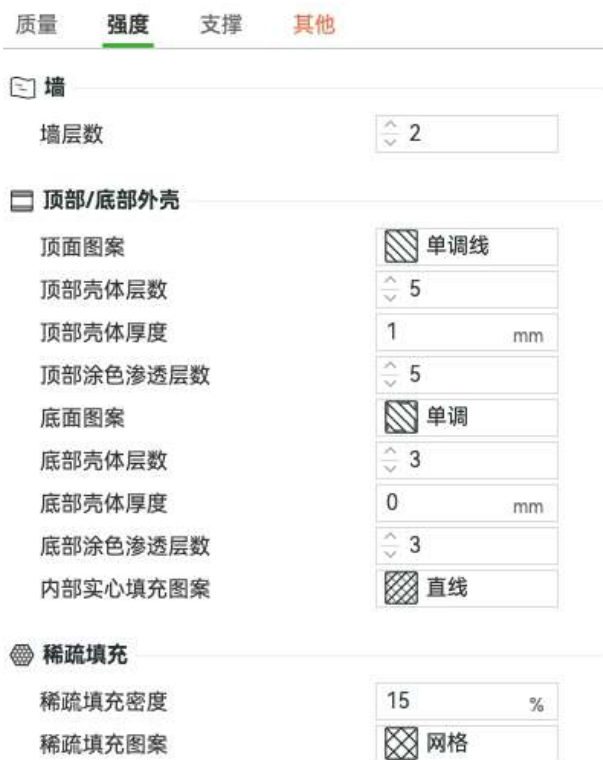 质量 强度 支撑 其他
墙
墙层数 2
顶部/底部外壳
顶面图案 单调线
顶部壳体层数 5
顶部壳体厚度 1 mm
顶部涂色渗透层数 5
底面图案 单调
底部壳体层数 3
底部壳体厚度 0 mm
底部涂色渗透层数 3
内部实心填充图案 直线
稀疏填充
稀疏填充密度 15 %
稀疏填充图案 网格